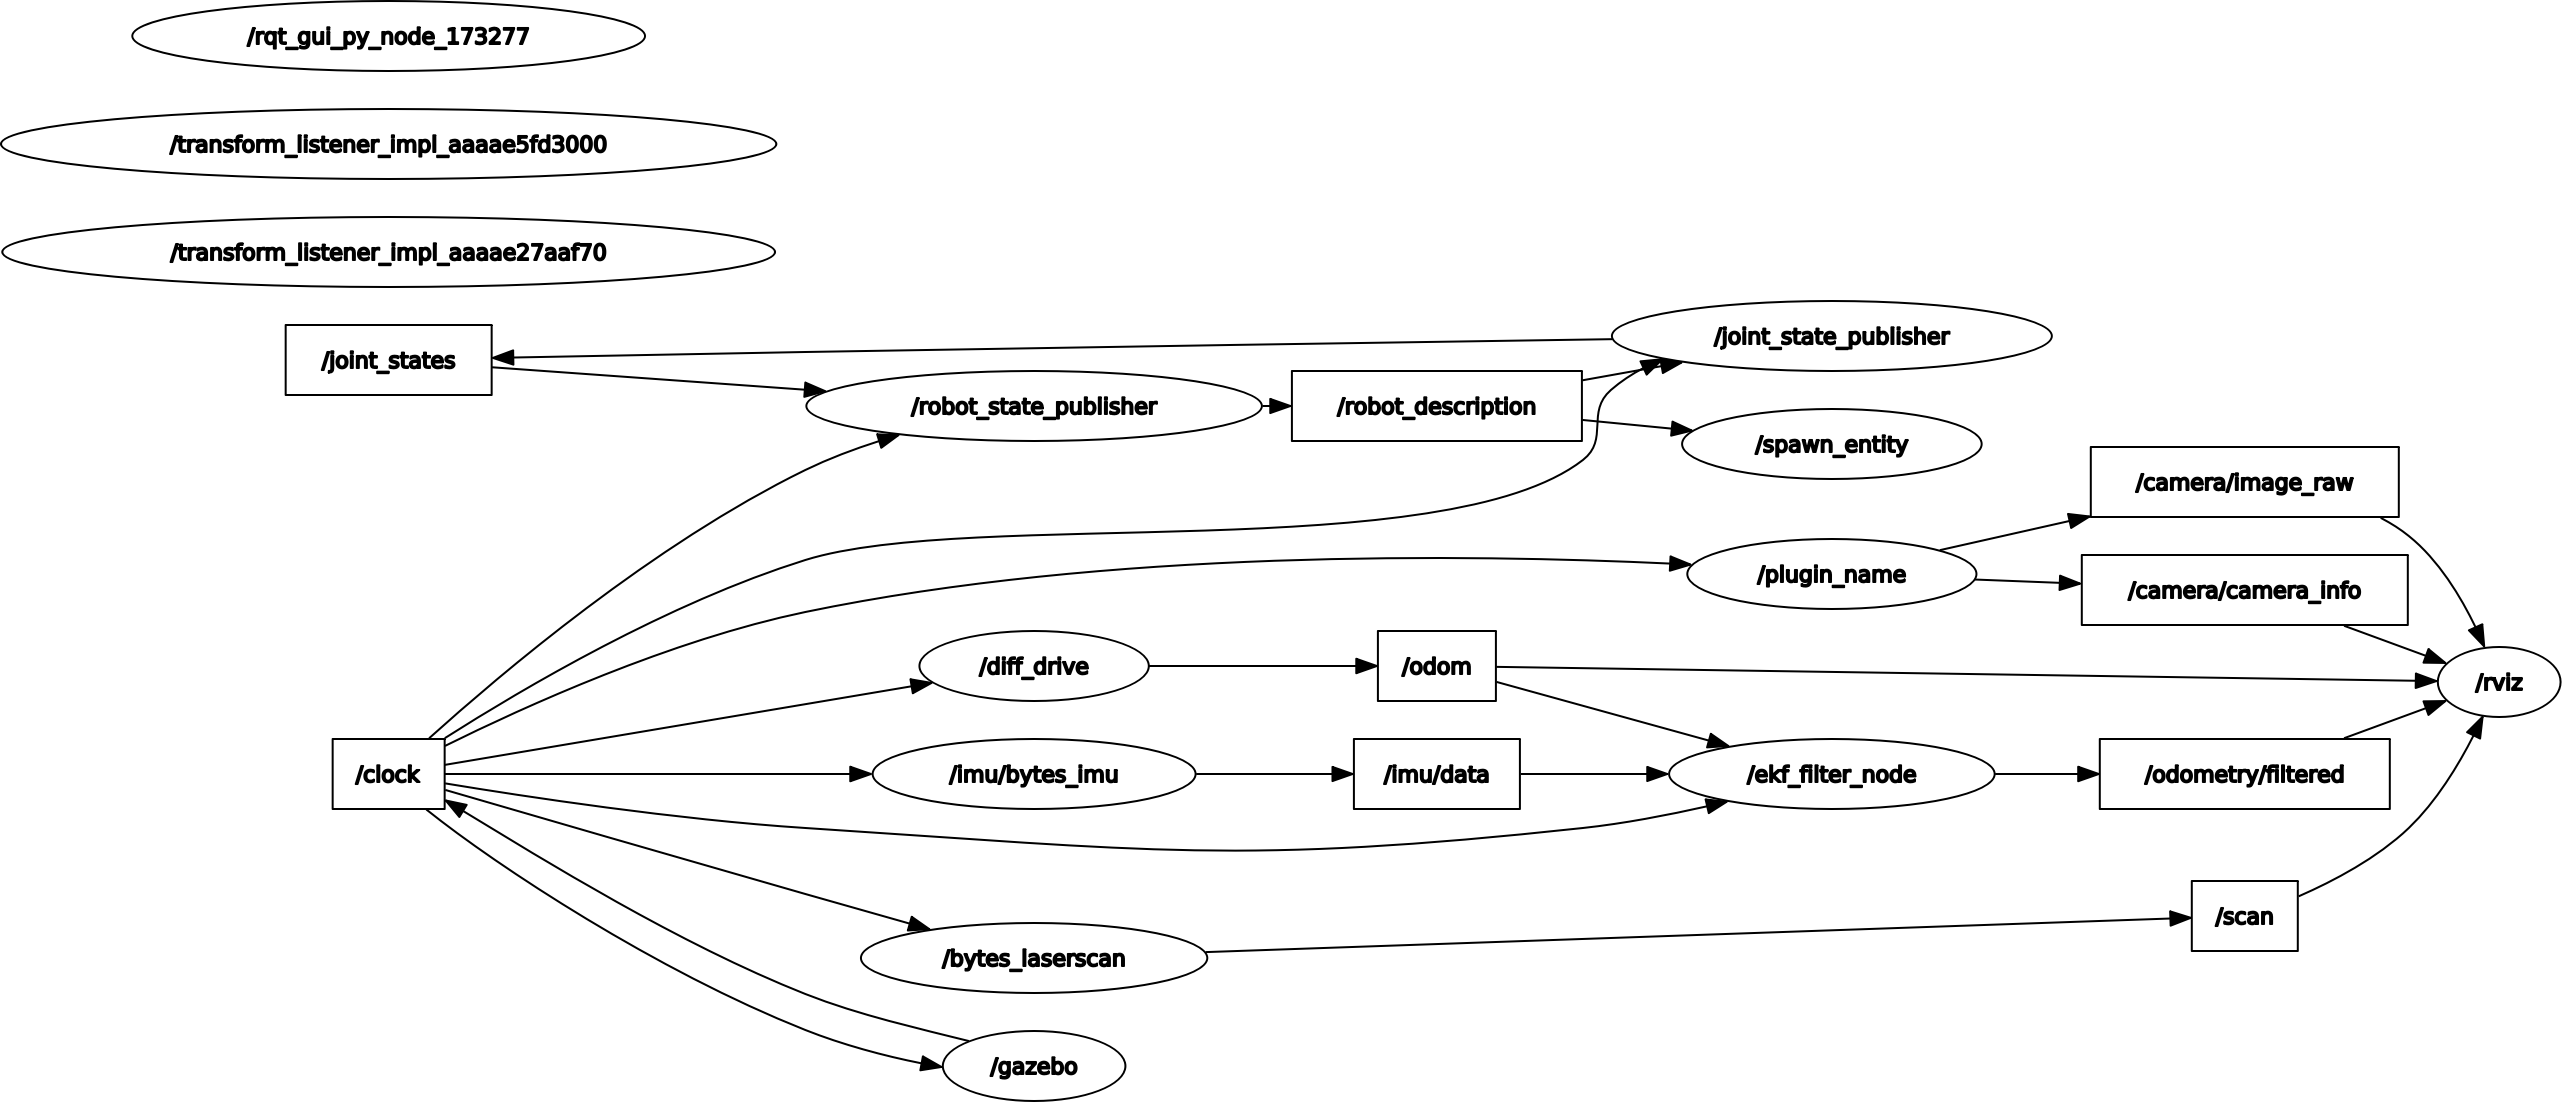 /rqt_gui_py_node_173277
/transform_listener_impl_aaaae5fd3000
/transform_listener_impl_aaaae27aaf70
/joint_states
/joint_state_publisher
/robot_state_publisher
/robot_description
/spawn_entity
/camera/image_raw
/plugin_name
/camera/camera_info
/diff_drive
/odom
/rviz
/clock
/imu/bytes_imu
/imu/data
/ekf_filter_node
/odometry/filtered
/scan
/bytes_laserscan
/gazebo